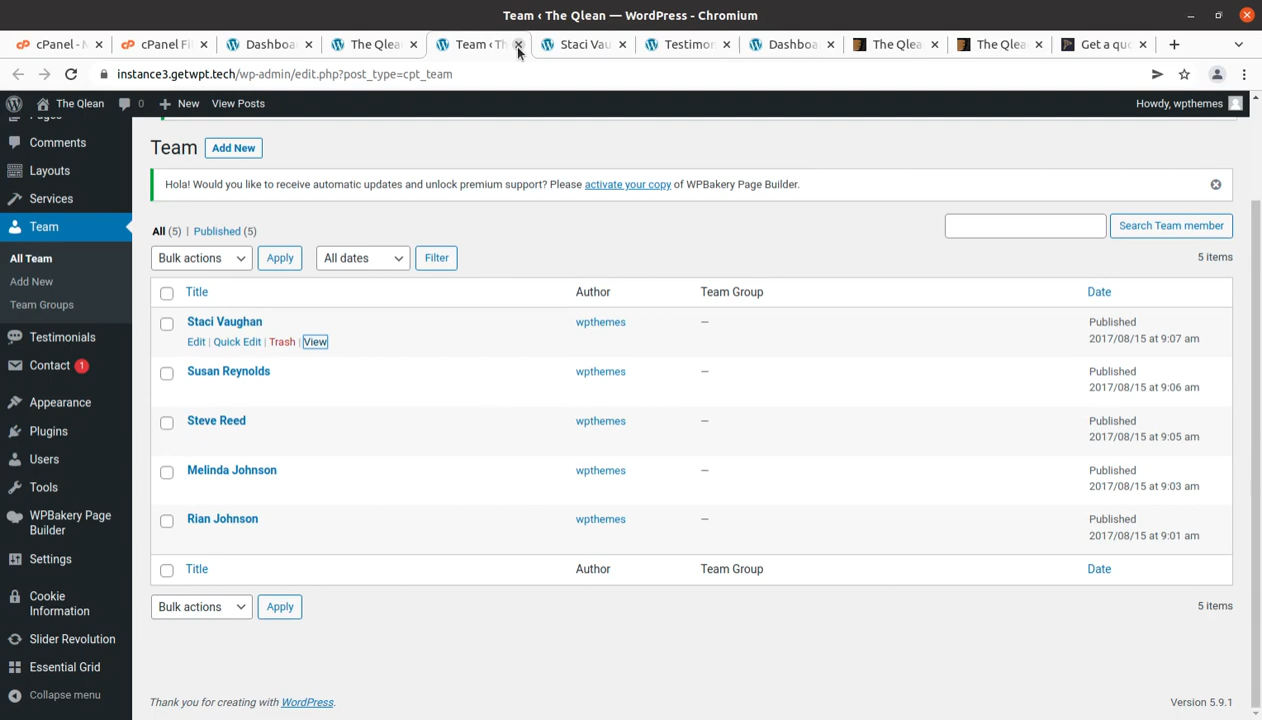 Team ‹ The Qlean — WordPress - Chromium
cPanel - M
cPanel Fi
Dashboa
The Qlea
Team ‹ Th
Staci Vau
Testimon
Dashboa
The Qlea
The Qlea
Get a quo
instance3.getwpt.tech/wp-admin/edit.php?post_type=cpt_team
The Qlean
0
New
View Posts
Howdy, wpthemes
Comments
Layouts
Services
Team
All Team
Add New
Team Groups
Testimonials
Contact 1
Appearance
Plugins
Users
Tools
WPBakery Page
Builder
Settings
Cookie
Information
Slider Revolution
Essential Grid
Collapse menu
Team Add New
Hola! Would you like to receive automatic updates and unlock premium support? Please activate your copy of WPBakery Page Builder.
All (5) | Published (5)
Search Team member
Bulk actions Apply All dates Filter
5 items
Title Author Team Group Date
Staci Vaughan wpthemes — Published
Edit | Quick Edit | Trash | View 2017/08/15 at 9:07 am
Susan Reynolds wpthemes — Published
2017/08/15 at 9:06 am
Steve Reed wpthemes — Published
2017/08/15 at 9:05 am
Melinda Johnson wpthemes — Published
2017/08/15 at 9:03 am
Rian Johnson wpthemes — Published
2017/08/15 at 9:01 am
Title Author Team Group Date
Bulk actions Apply
5 items
Thank you for creating with WordPress.
Version 5.9.1